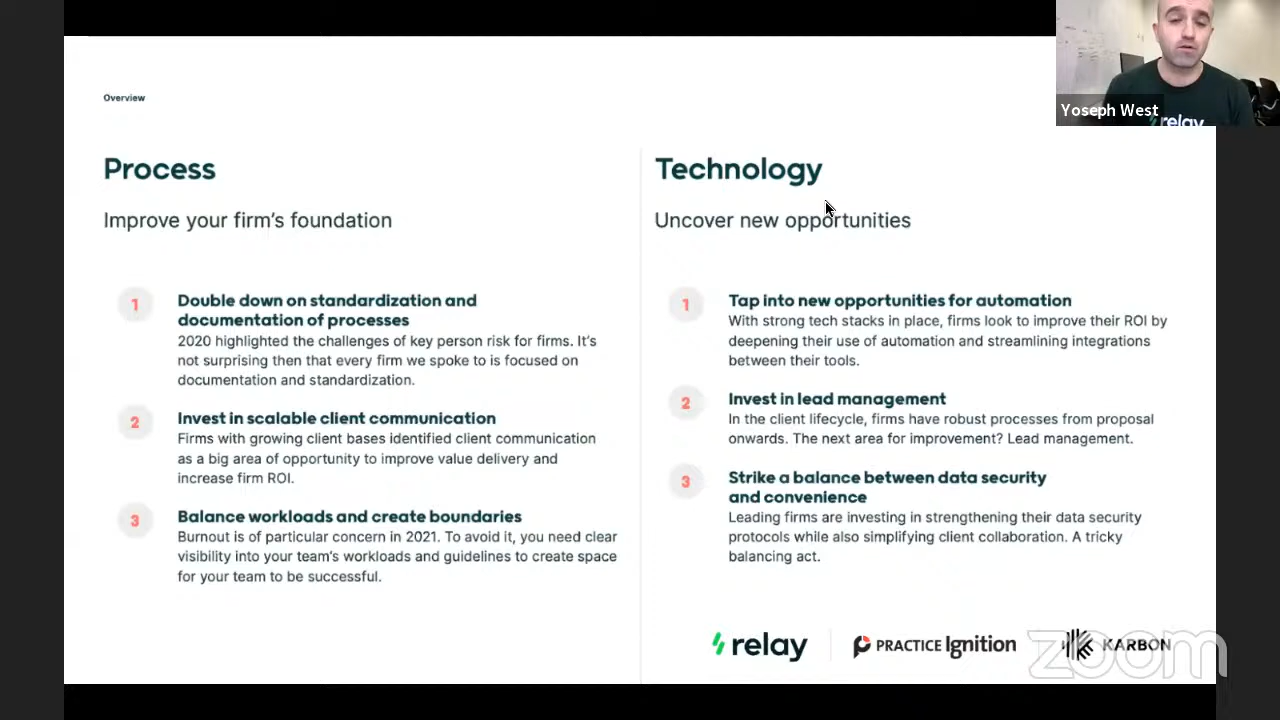 Yoseph West
relay
Overview
Process
Improve your firm's foundation
1
Double down on standardization and
documentation of processes
2020 highlighted the challenges of key person risk for firms. It's
not surprising then that every firm we spoke to is focused on
documentation and standardization.
2
Invest in scalable client communication
Firms with growing client bases identified client communication
as a big area of opportunity to improve value delivery and
increase firm ROI.
3
Balance workloads and create boundaries
Burnout is of particular concern in 2021. To avoid it, you need clear
visibility into your team's workloads and guidelines to create space
for your team to be successful.
Technology
Uncover new opportunities
1
Tap into new opportunities for automation
With strong tech stacks in place, firms look to improve their ROI by
deepening their use of automation and streamlining integrations
between their tools.
2
Invest in lead management
In the client lifecycle, firms have robust processes from proposal
onwards. The next area for improvement? Lead management.
3
Strike a balance between data security
and convenience
Leading firms are investing in strengthening their data security
protocols while also simplifying client collaboration. A tricky
balancing act.
relay
PRACTICE Ignition
KARBON
zoom